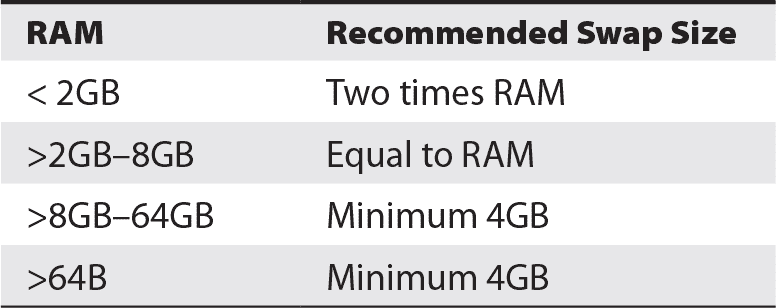 RAM Recommended Swap Size
< 2GB Two times RAM
>2GB–8GB Equal to RAM
>8GB–64GB Minimum 4GB
>64B Minimum 4GB